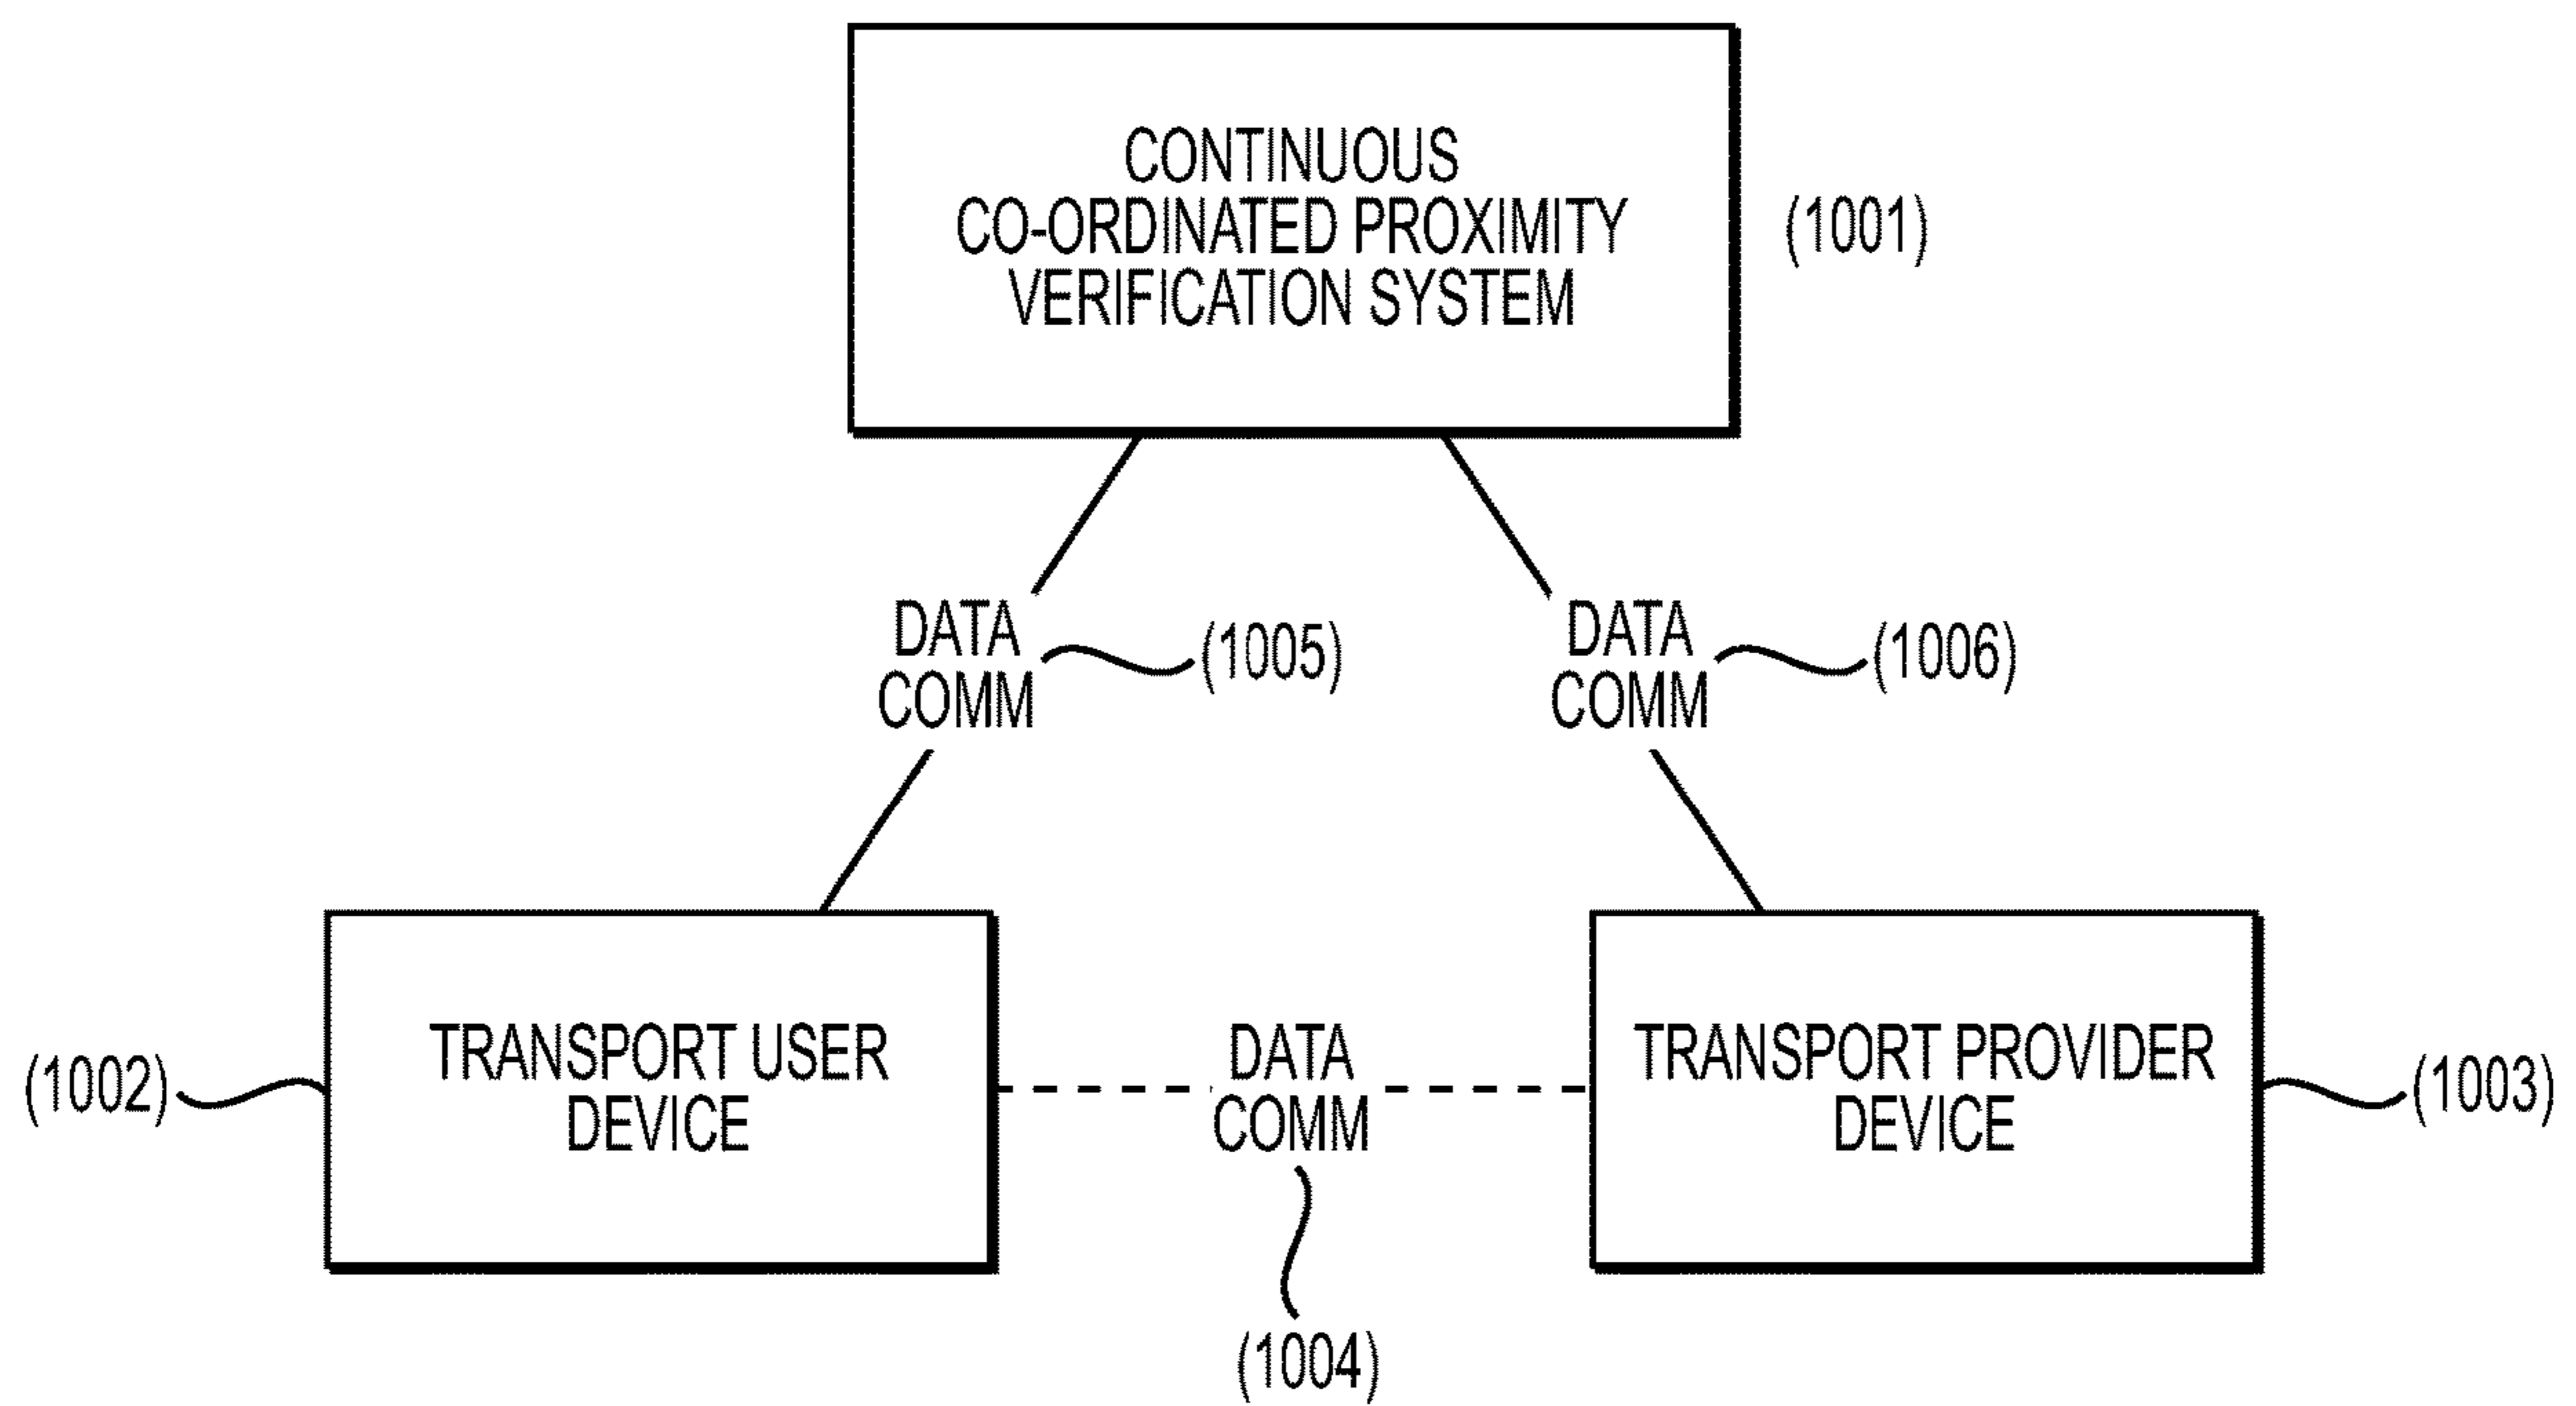 CONTINUOUS
CO-ORDINATED PROXIMITY
VERIFICATION SYSTEM
(1001)
DATA
COMM
(1005)
DATA
COMM
(1006)
(1002)
TRANSPORT USER
DEVICE
DATA
COMM
(1004)
TRANSPORT PROVIDER
DEVICE
(1003)